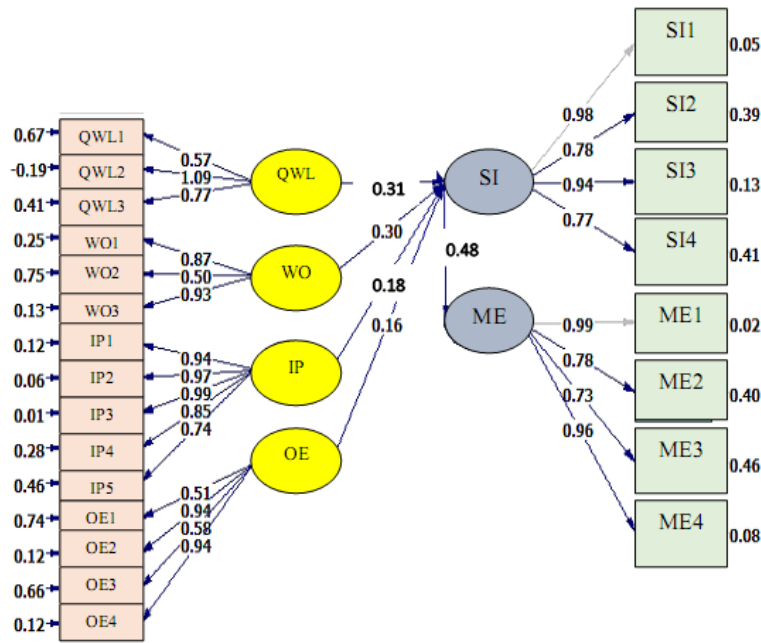 SI1
0.05
SI2
0.39
SI3
0.13
SI4
0.41
ME1
0.02
ME2
0.40
ME3
0.46
ME4
0.08
0.98
0.78
0.94
0.77
0.99
0.78
0.73
0.96
SI
0.48
ME
0.31
0.30
0.18
0.16
QWL
WO
IP
OE
0.57
1.09
0.77
0.87
0.50
0.93
0.94
0.97
0.99
0.85
0.74
0.51
0.94
0.58
0.94
0.67 QWL1
-0.19 QWL2
0.41 QWL3
0.25 WO1
0.75 WO2
0.13 WO3
0.12 IP1
0.06 IP2
0.01 IP3
0.28 IP4
0.46 IP5
0.74 OE1
0.12 OE2
0.66 OE3
0.12 OE4